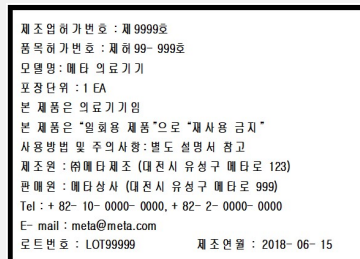 제조업허가번호 : 제 9999호
품목허가번호 : 제허 99- 999호
모델명: 메타 의료기기
포장단위 : 1 EA
본 제품은 의료기기임
본 제품은 “일회용 제품”으로 “재사용 금지”
사용방법 및 주의사항: 별도 설명서 참고
제조원 : ㈜메타제조 (대전시 유성구 메타로 123)
판매원 : 메타상사 (대전시 유성구 메타로 999)
Tel : + 82- 10- 0000- 0000, + 82- 2- 0000- 0000
E- mail : meta@meta.com
로트번호 : LOT99999 제조연월 : 2018- 06- 15